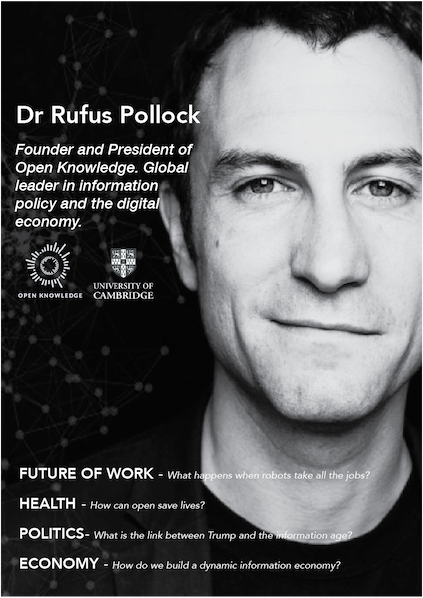 Dr Rufus Pollock
Founder and President of
Open Knowledge. Global
leader in information
policy and the digital
economy.
OPEN KNOWLEDGE
UNIVERSITY OF
CAMBRIDGE
FUTURE OF WORK - What happens when robots take all the jobs?
HEALTH - How can open save lives?
POLITICS- What is the link between Trump and the information age?
ECONOMY - How do we build a dynamic information economy?